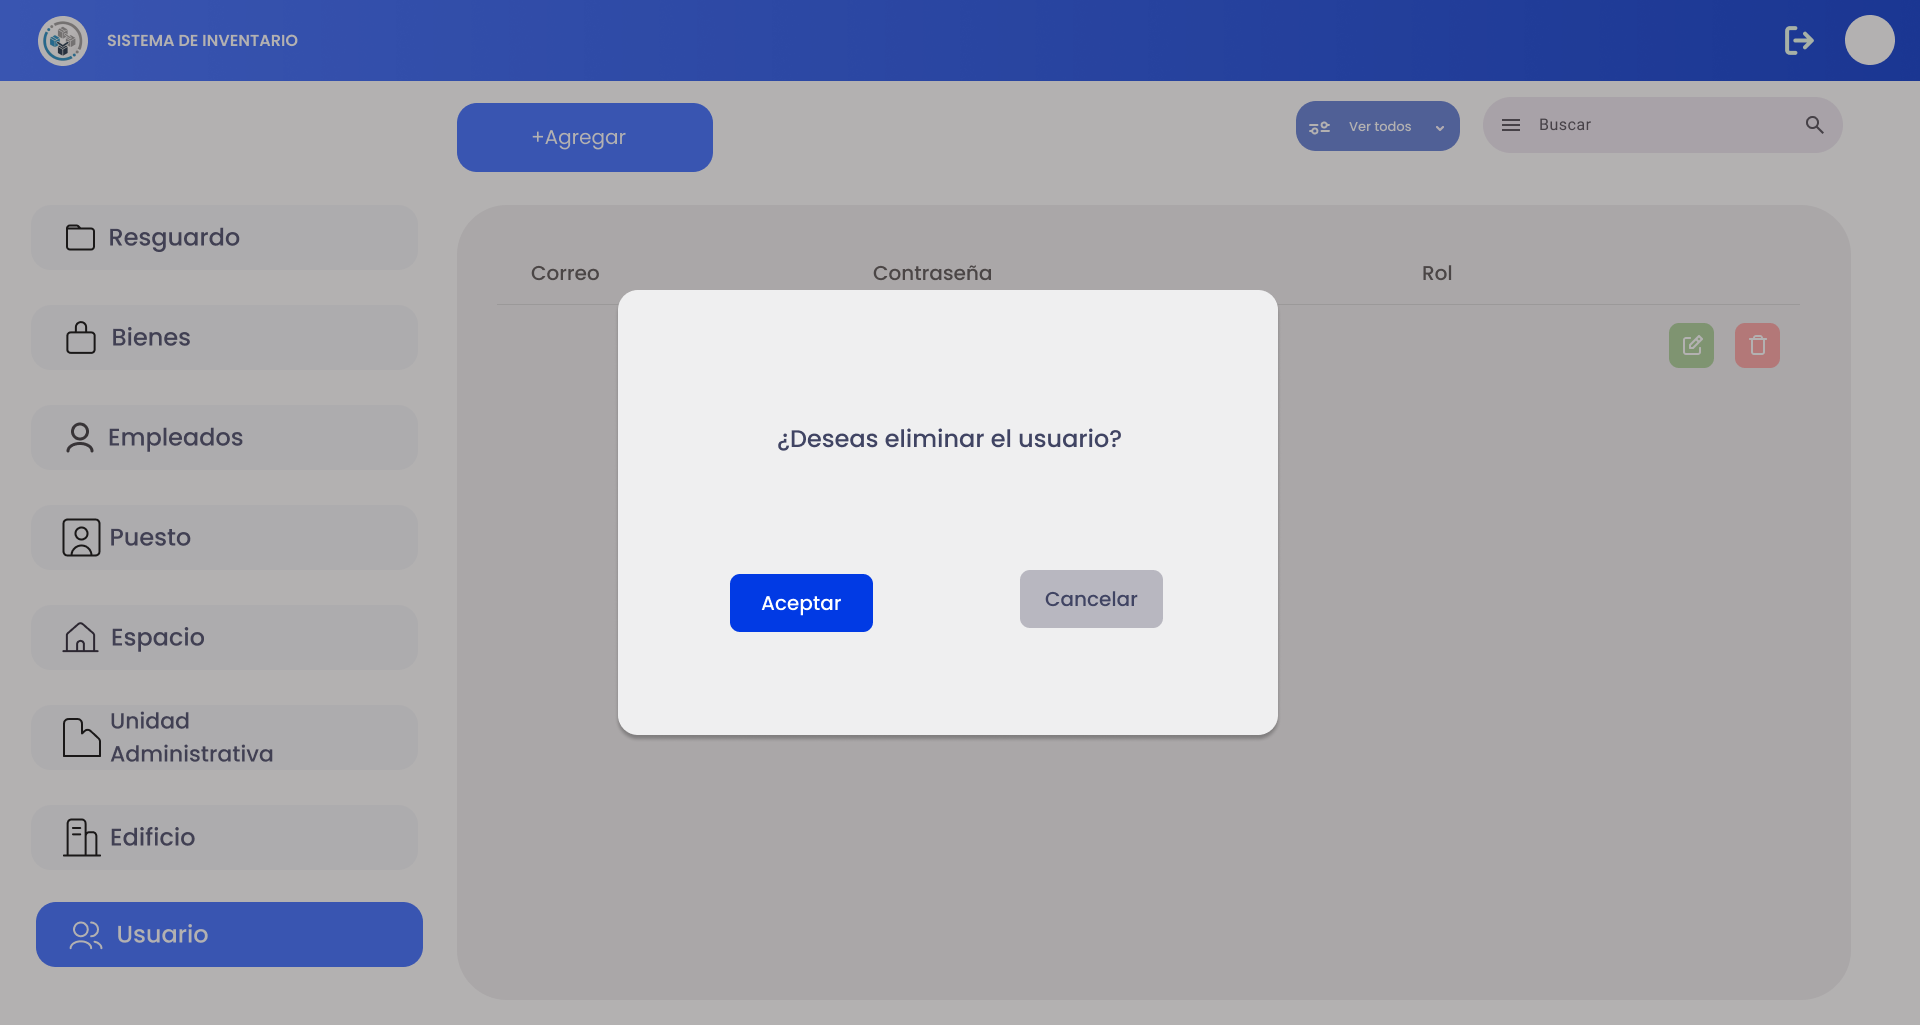 SISTEMA DE INVENTARIO
+Agregar
Ver todos
Buscar
Resguardo
Bienes
Empleados
Puesto
Espacio
Unidad
Administrativa
Edificio
Usuario
Correo
Contraseña
Rol
¿Deseas eliminar el usuario?
Aceptar
Cancelar